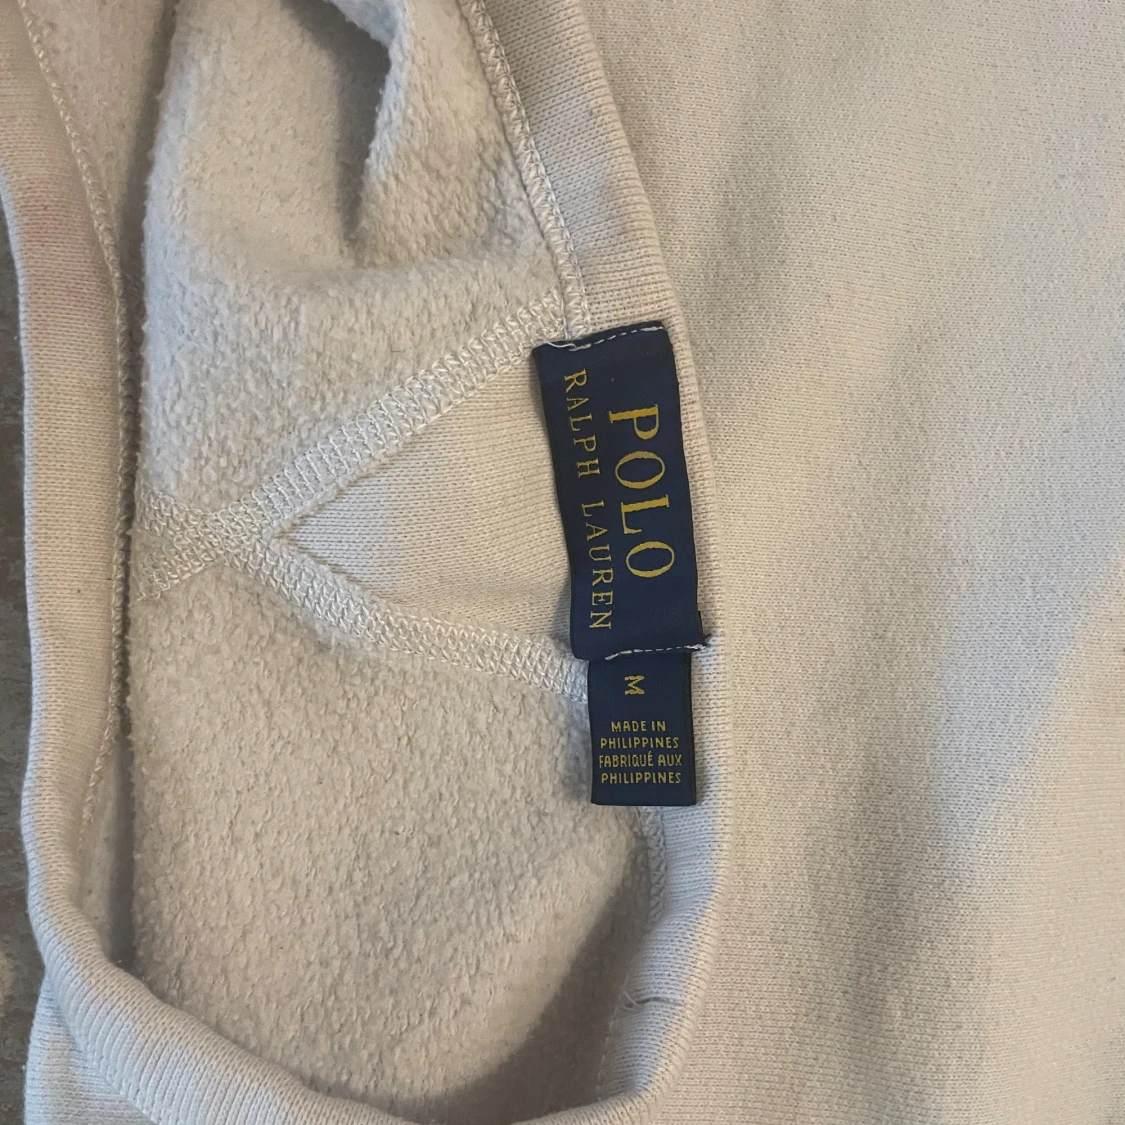 POLO
RALPH LAUREN
M
MADE IN
PHILIPPINES
FABRIQUÉ AUX
PHILIPPINES